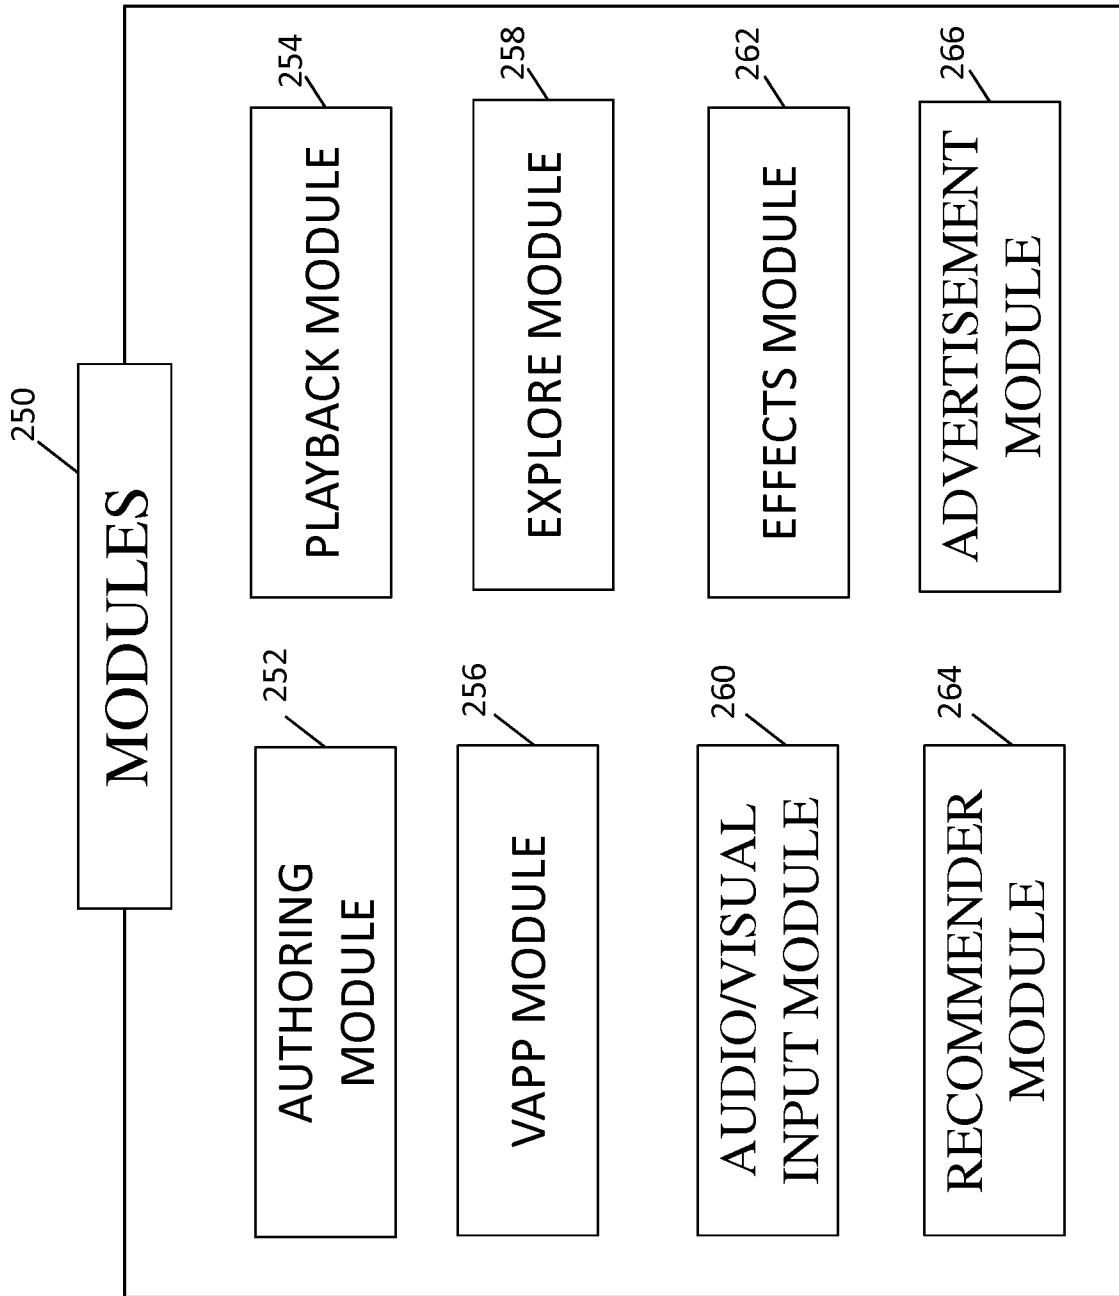 250
MODULES
252
AUTHORING
MODULE
254
PLAYBACK MODULE
256
VAPP MODULE
258
EXPLORE MODULE
260
AUDIO/VISUAL
INPUT MODULE
262
EFFECTS MODULE
264
RECOMMENDER
MODULE
266
ADVERTISEMENT
MODULE